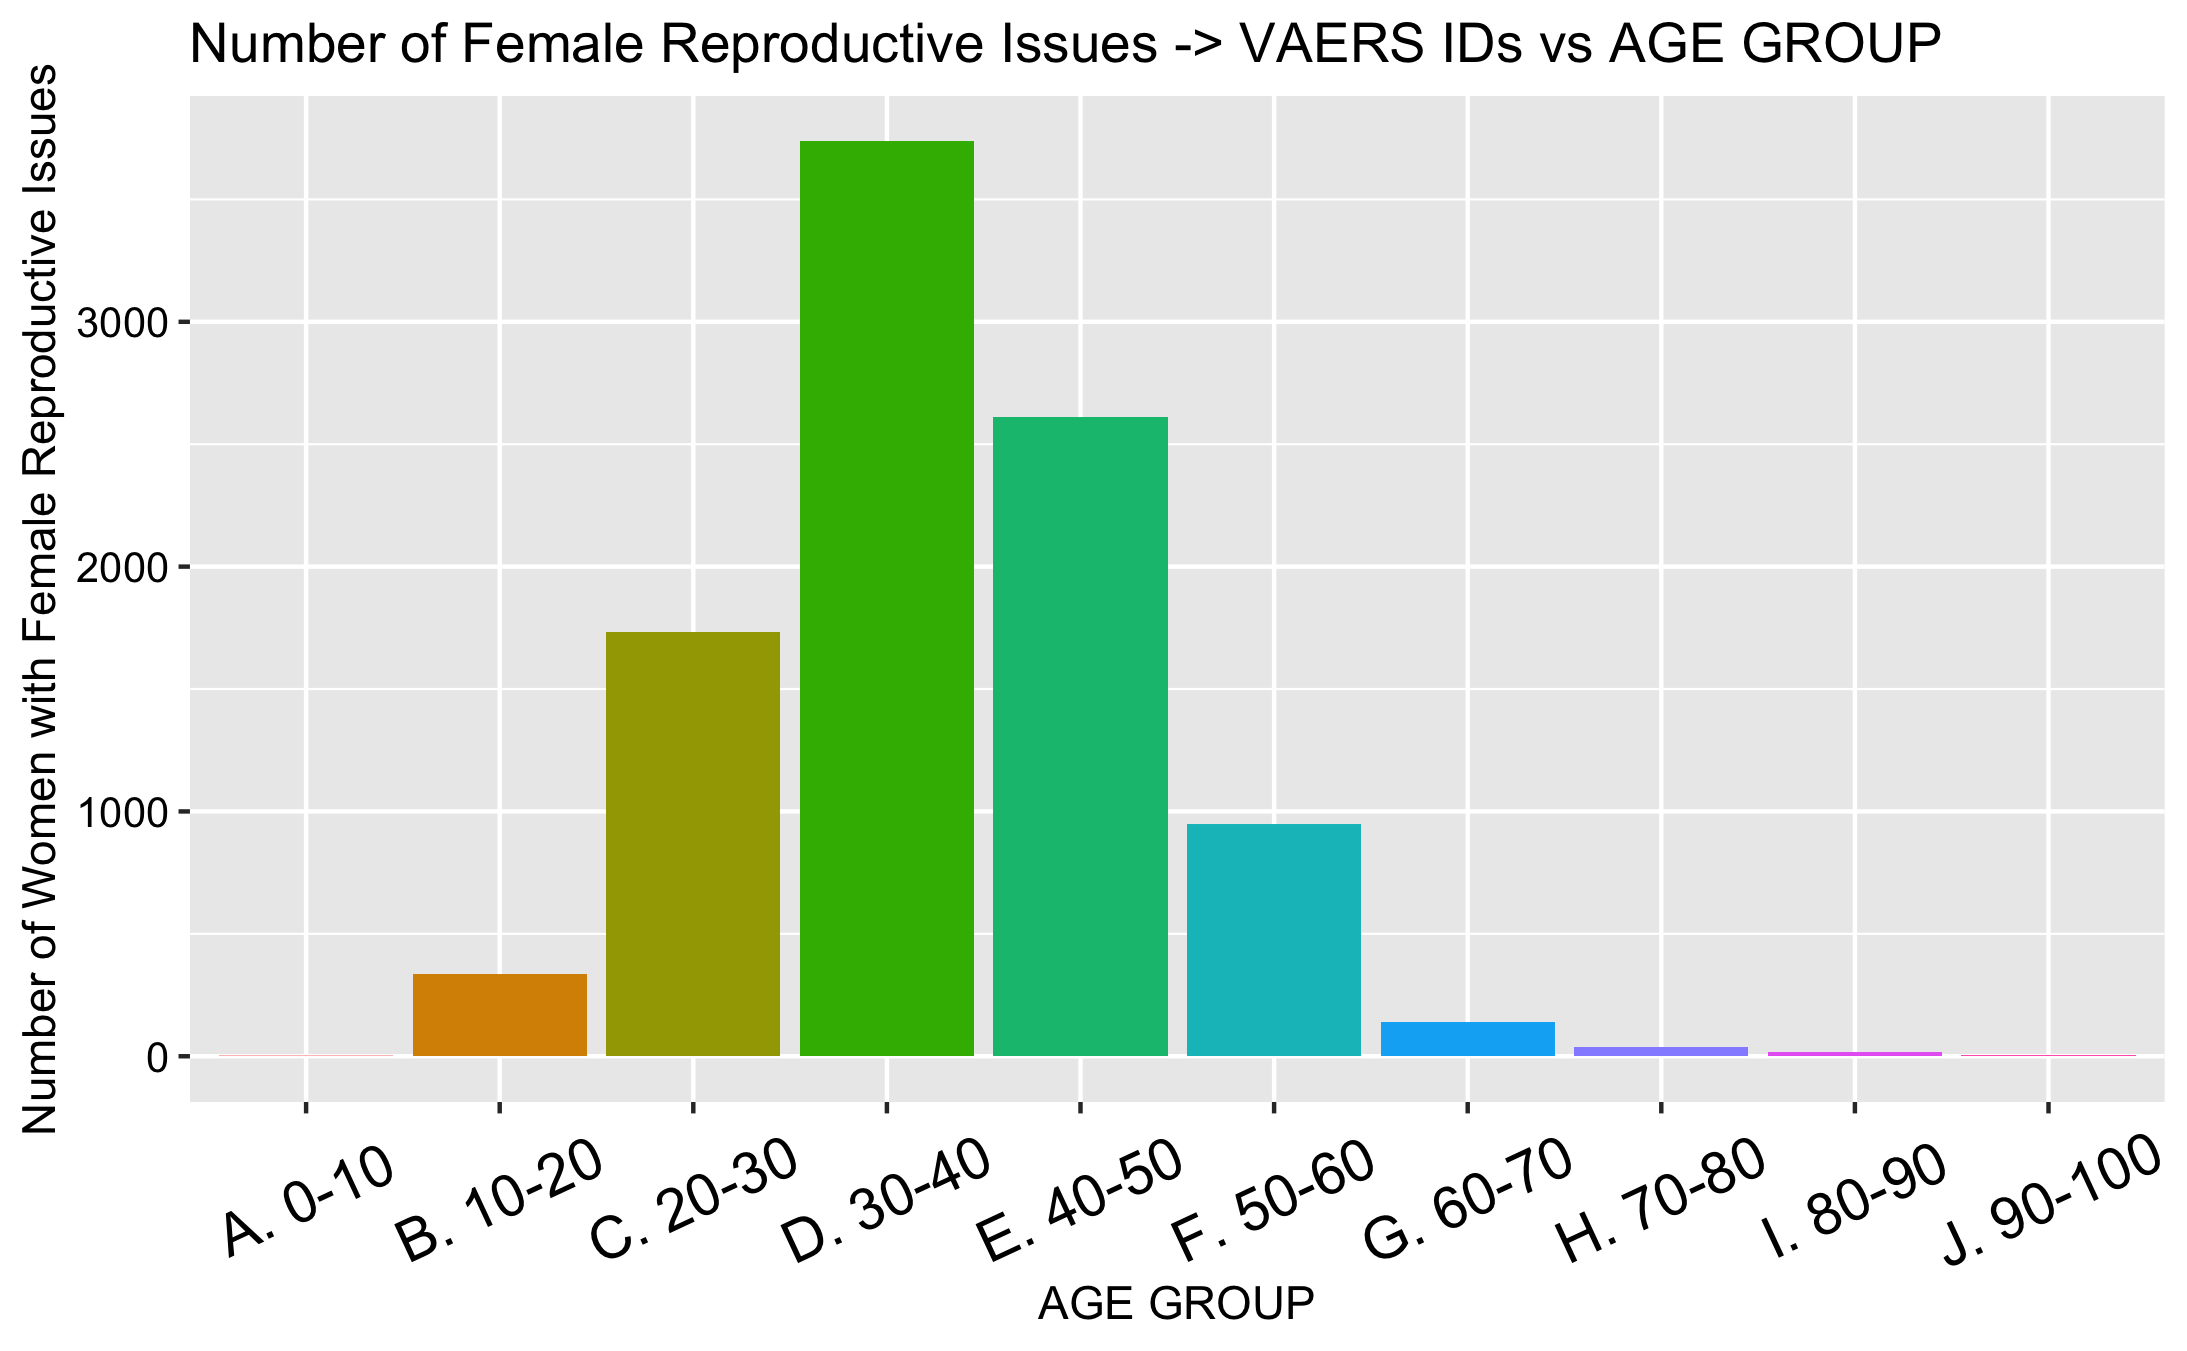 Number of Female Reproductive Issues -> VAERS IDs vs AGE GROUP
Number of Women with Female Reproductive Issues
3000
2000
1000
0
A. 0-10
B. 10-20
C. 20-30
D. 30-40
E. 40-50
F. 50-60
G. 60-70
H. 70-80
I. 80-90
J. 90-100
AGE GROUP